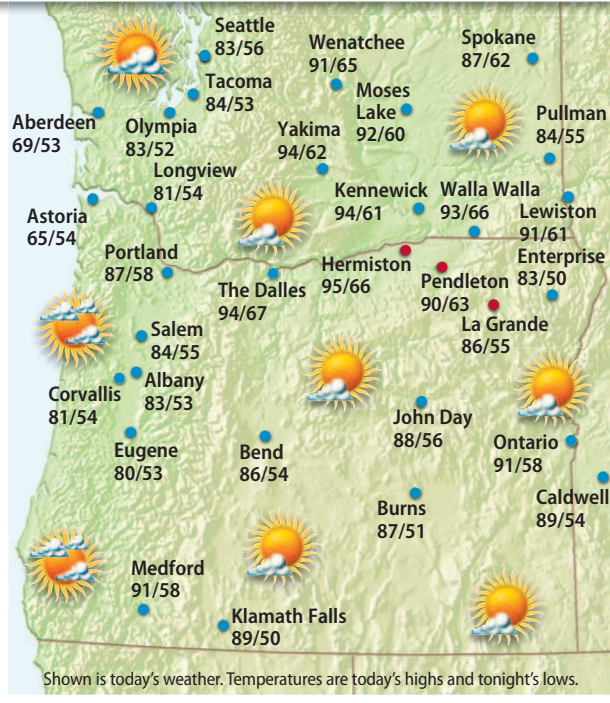 Seattle
83/56
Wenatchee
91/65
Spokane
87/62
Tacoma
84/53
Moses
Lake
92/60
Aberdeen
69/53
Olympia
83/52
Yakima
94/62
Pullman
84/55
Longview
81/54
Kennewick
94/61
Walla Walla
93/66
Lewiston
91/61
Astoria
65/54
Portland
87/58
The Dalles
94/67
Hermiston
95/66
Pendleton
90/63
Enterprise
83/50
La Grande
86/55
Salem
84/55
Albany
83/53
Corvallis
81/54
Eugene
80/53
Bend
86/54
John Day
88/56
Ontario
91/58
Burns
87/51
Caldwell
89/54
Medford
91/58
Klamath Falls
89/50
Shown is today's weather. Temperatures are today's highs and tonight's lows.